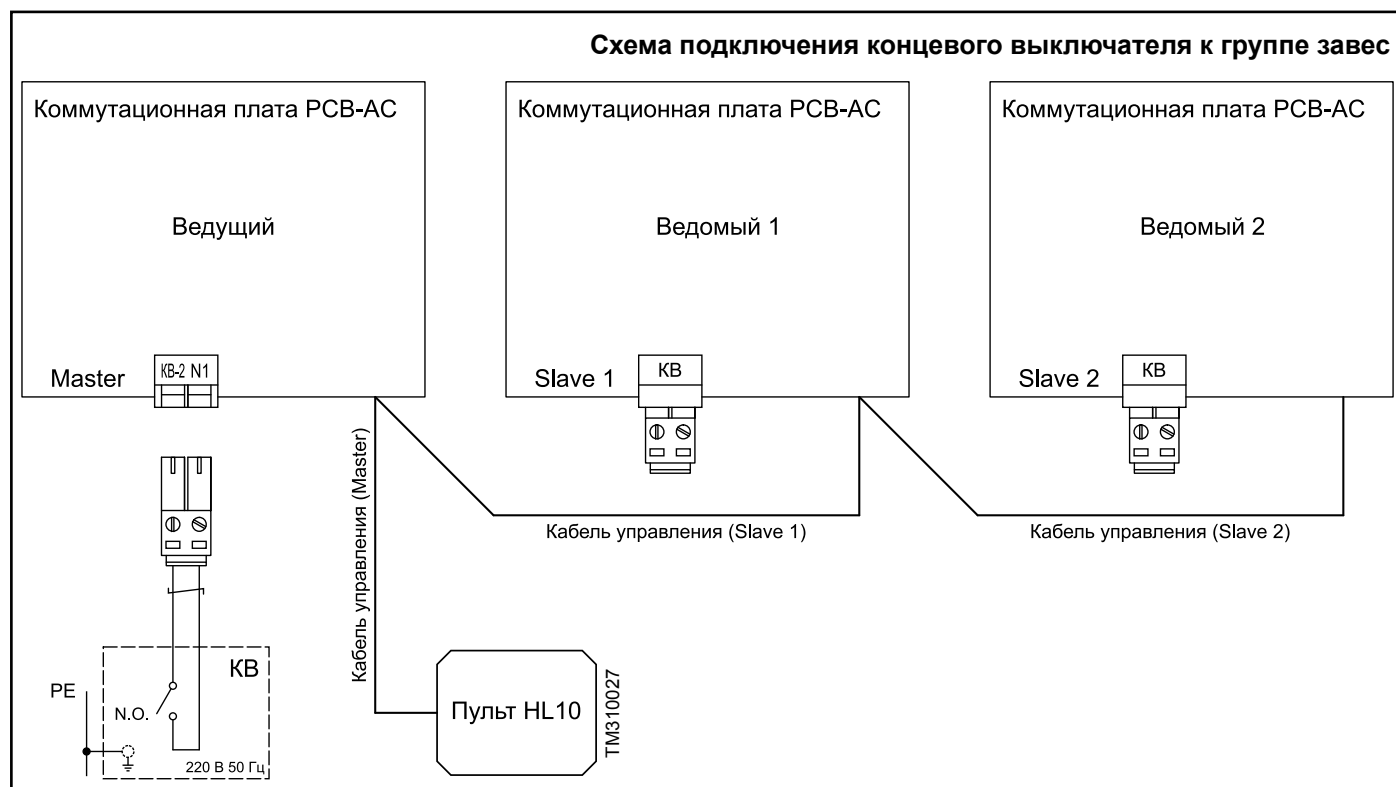 Схема подключения концевого выключателя к группе завес
Коммутационная плата PCB-AC
Ведущий
Master
КВ-2 N1
Коммутационная плата PCB-AC
Ведомый 1
Slave 1
КВ
Коммутационная плата PCB-AC
Ведомый 2
Slave 2
КВ
Кабель управления (Master)
Кабель управления (Slave 1)
Кабель управления (Slave 2)
КВ
PE
N.O.
220 В 50 Гц
Пульт HL10
TM310027